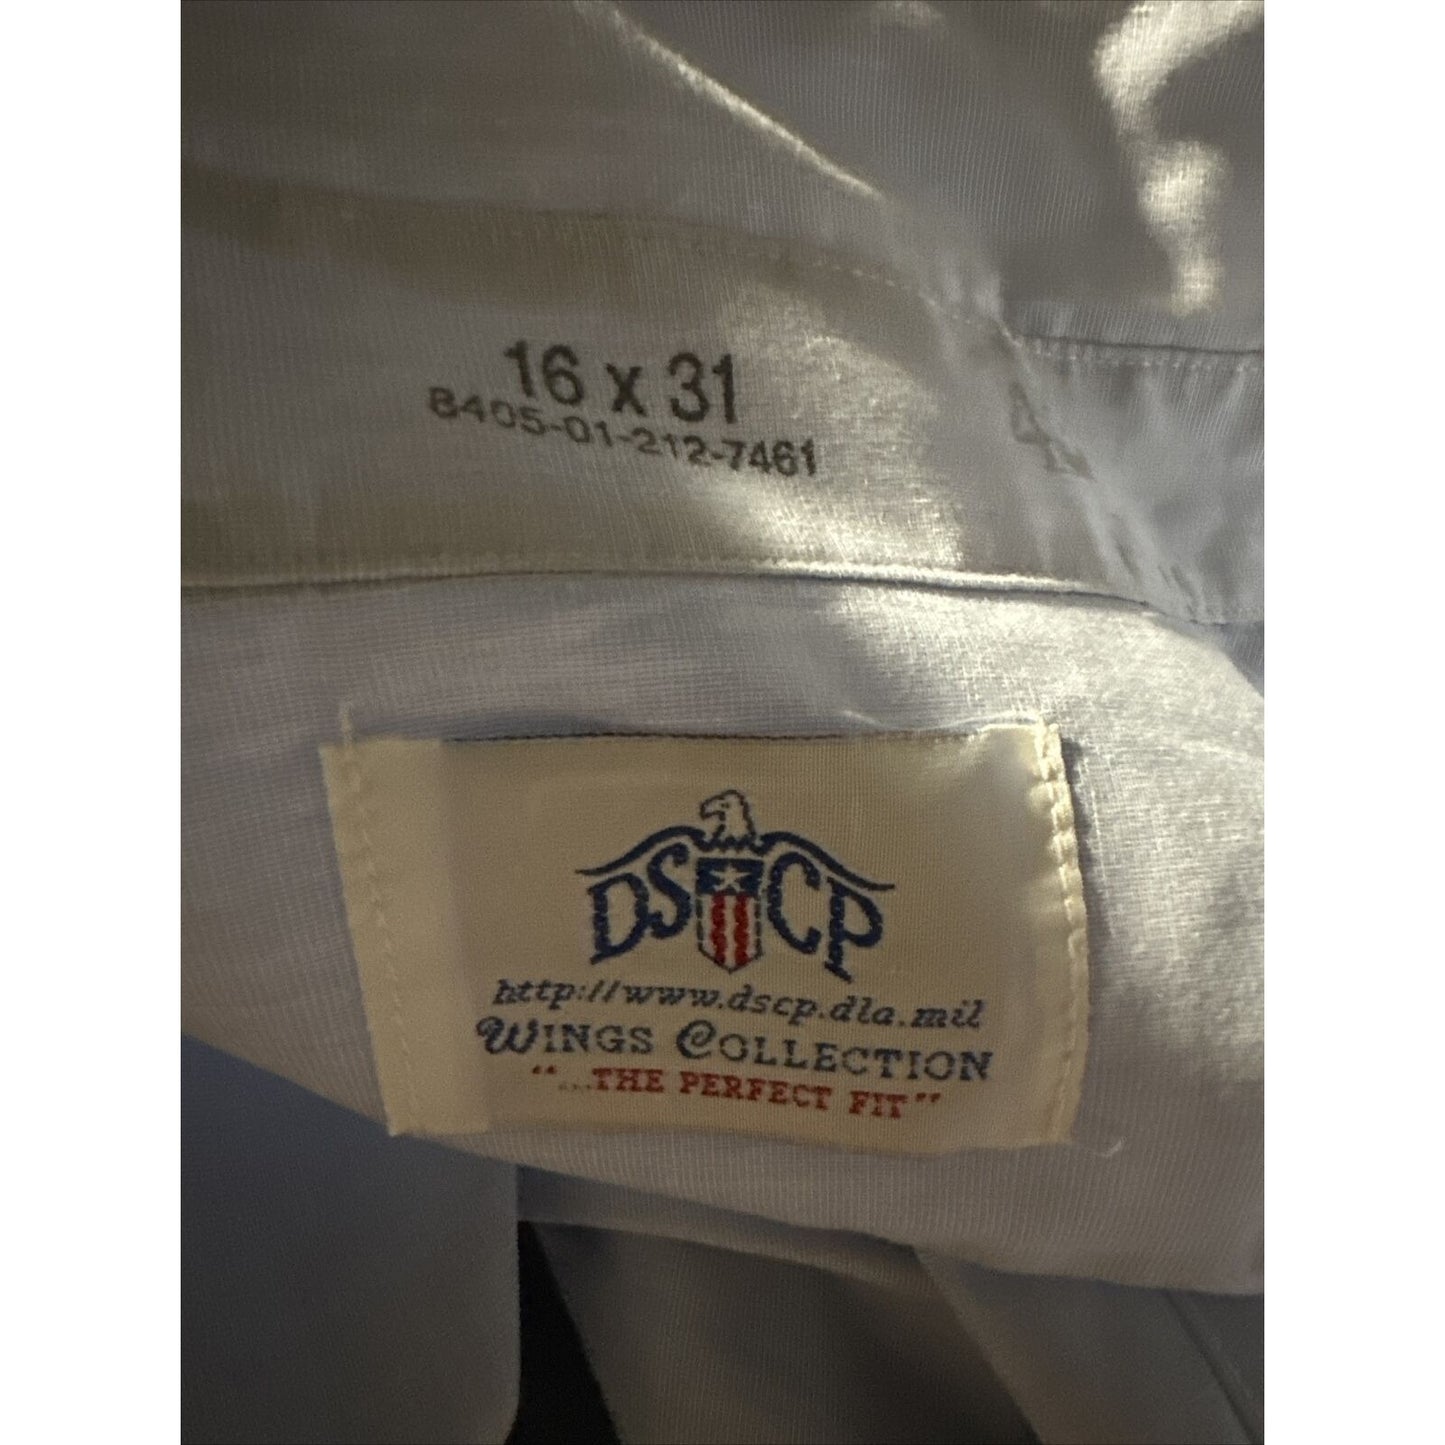 16 x 31
8405-01-212-7461
DSCP
http://www.dscp.dla.mil
WINGS COLLECTION
"...THE PERFECT FIT"